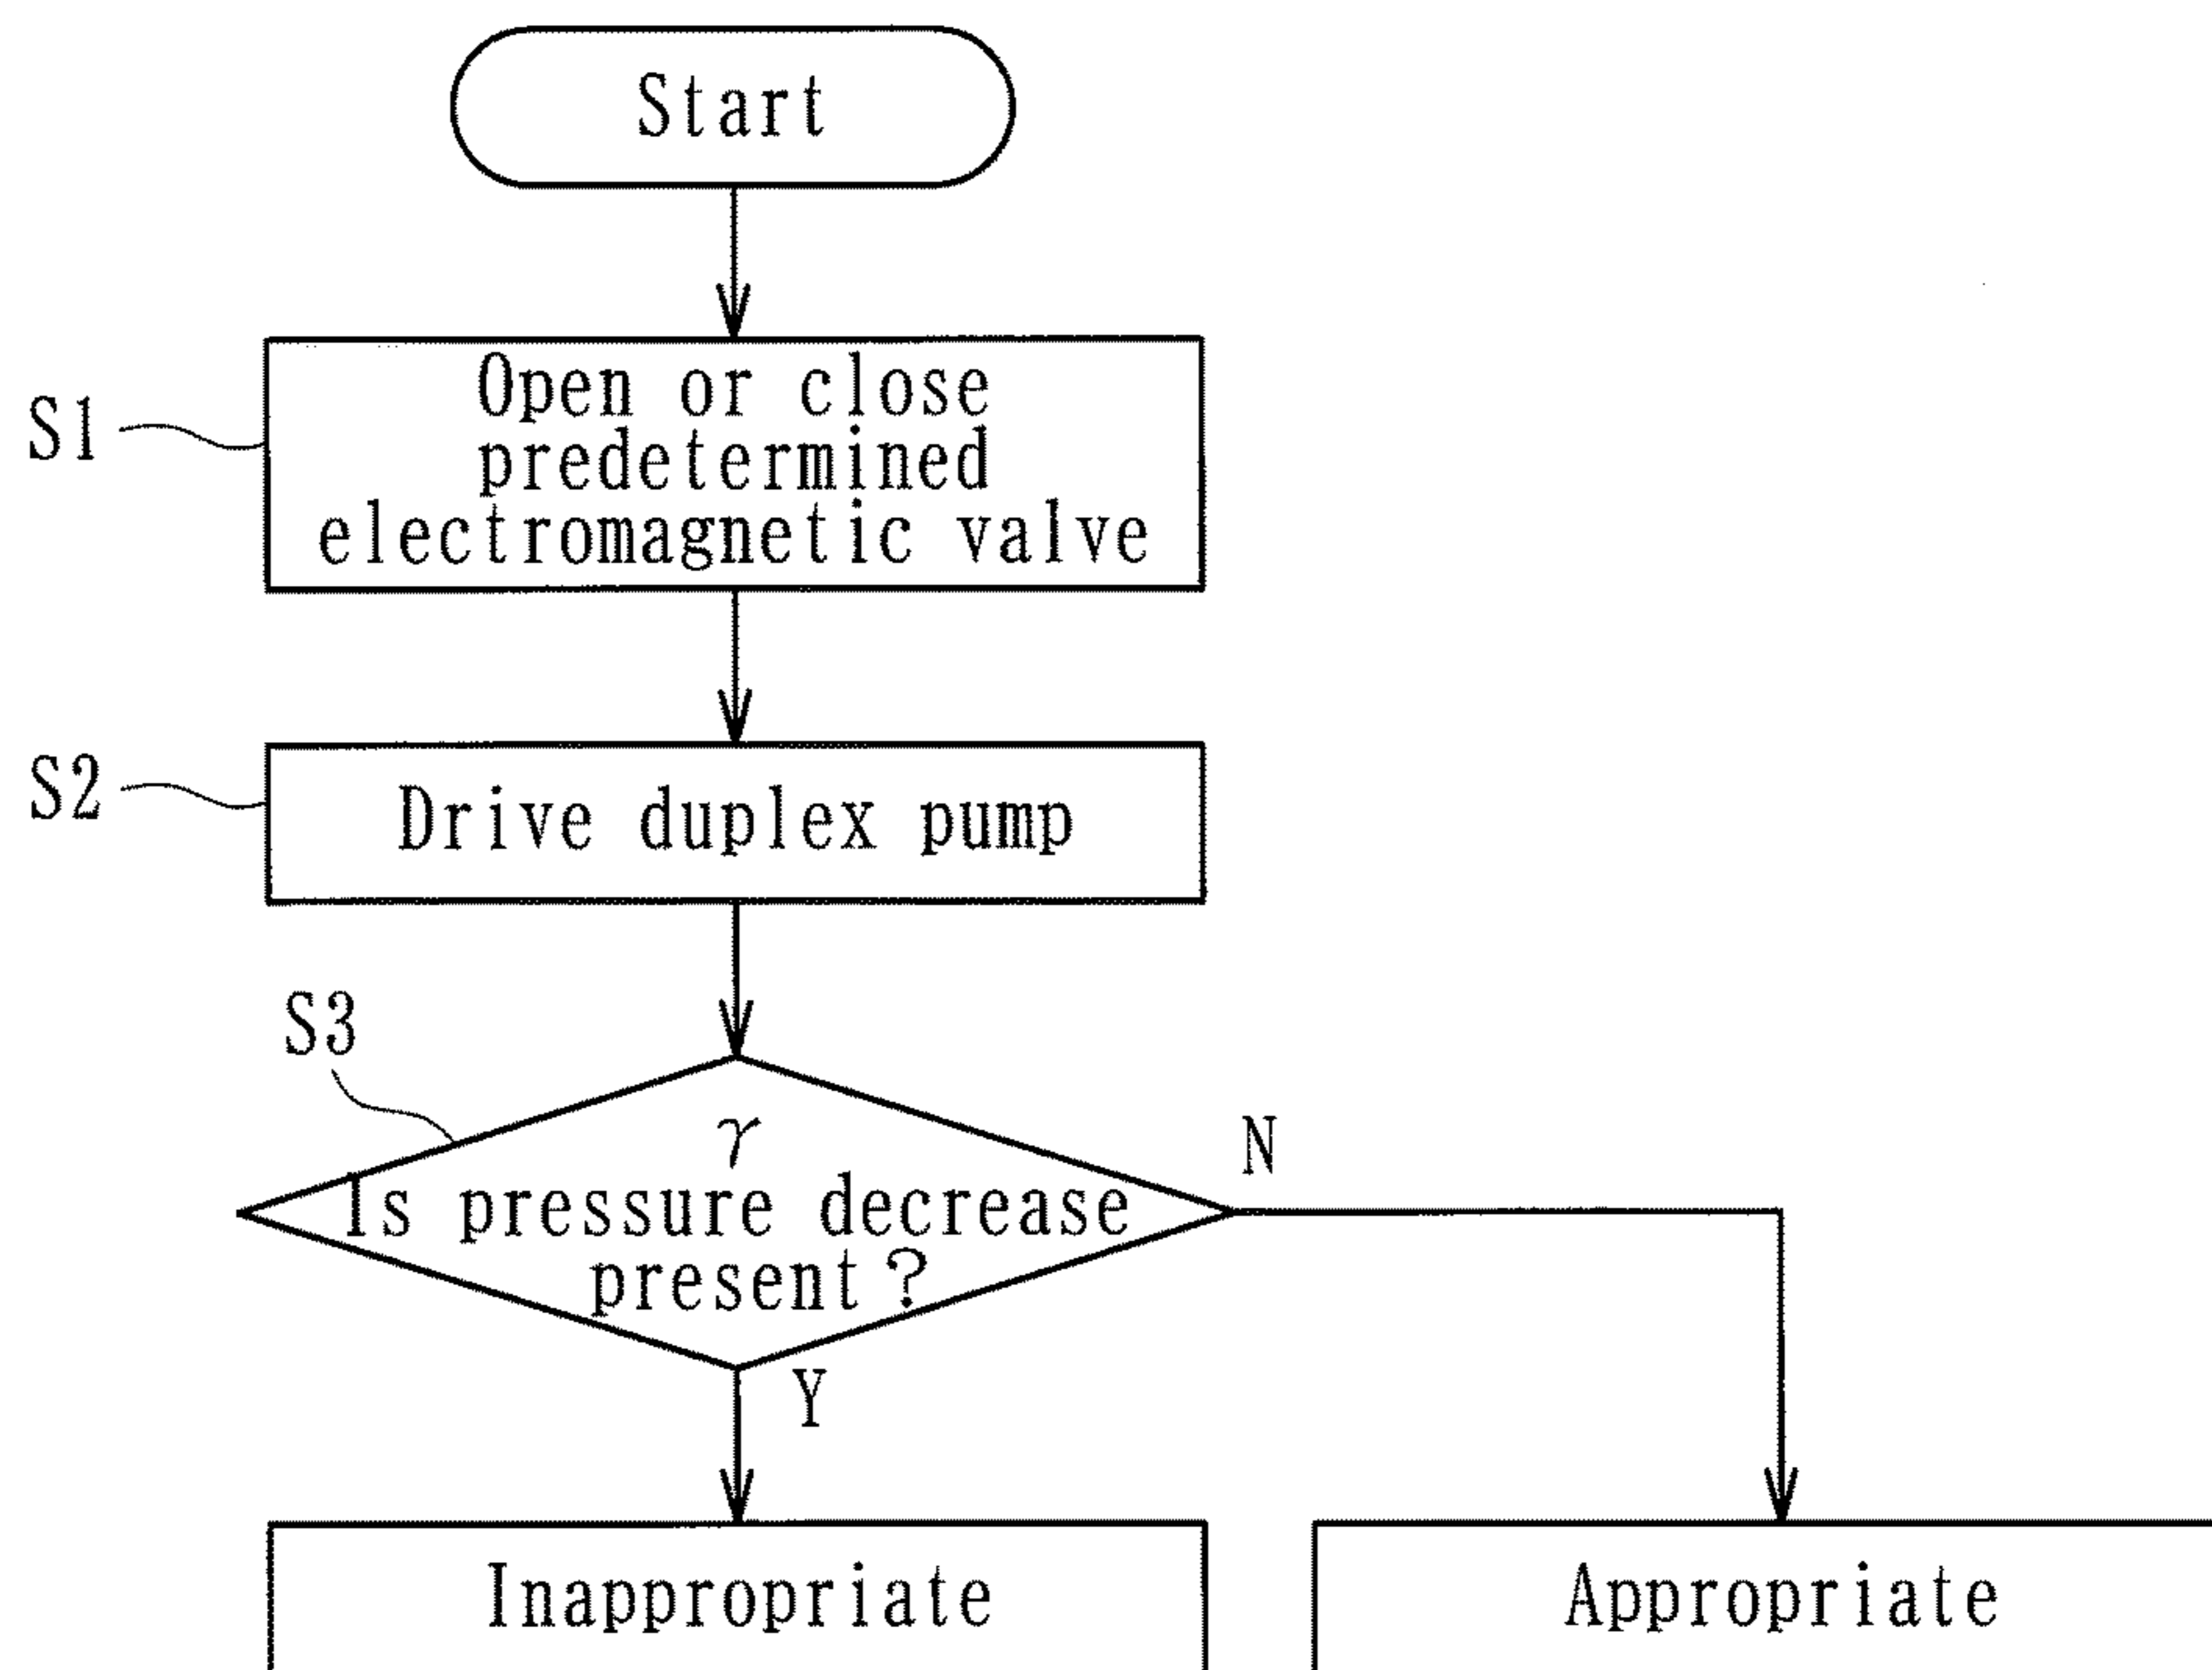 Start
S1
Open or close
predetermined
electromagnetic valve
S2
Drive duplex pump
S3
γ
Is pressure decrease
present?
N
Y
Inappropriate
Appropriate